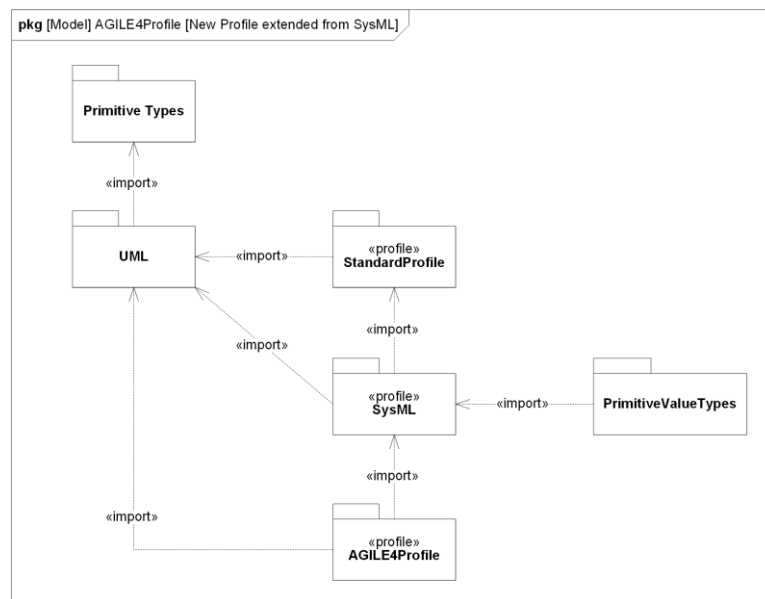 pkg [Model] AGILE4Profile [New Profile extended from SysML]
Primitive Types
«import»
UML
«import»
«profile»
StandardProfile
«import»
«import»
«profile»
SysML
«import»
PrimitiveValueTypes
«import»
«import»
«profile»
AGILE4Profile